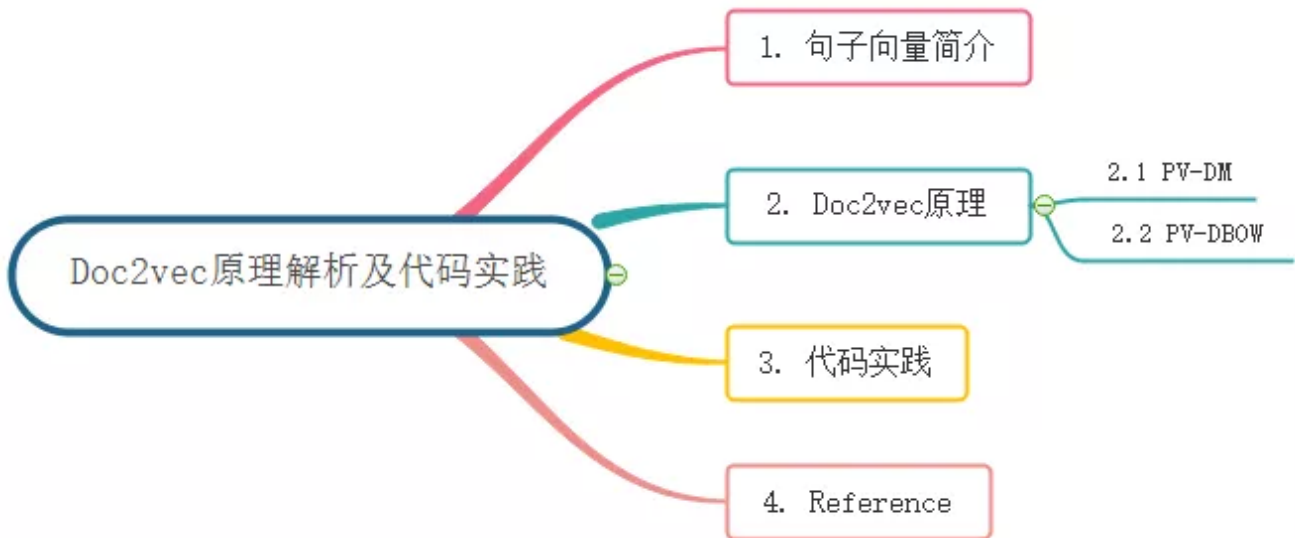 1. 句子向量简介
2. Doc2vec原理
2.1 PV-DM
2.2 PV-DBOW
Doc2vec原理解析及代码实践
3. 代码实践
4. Reference